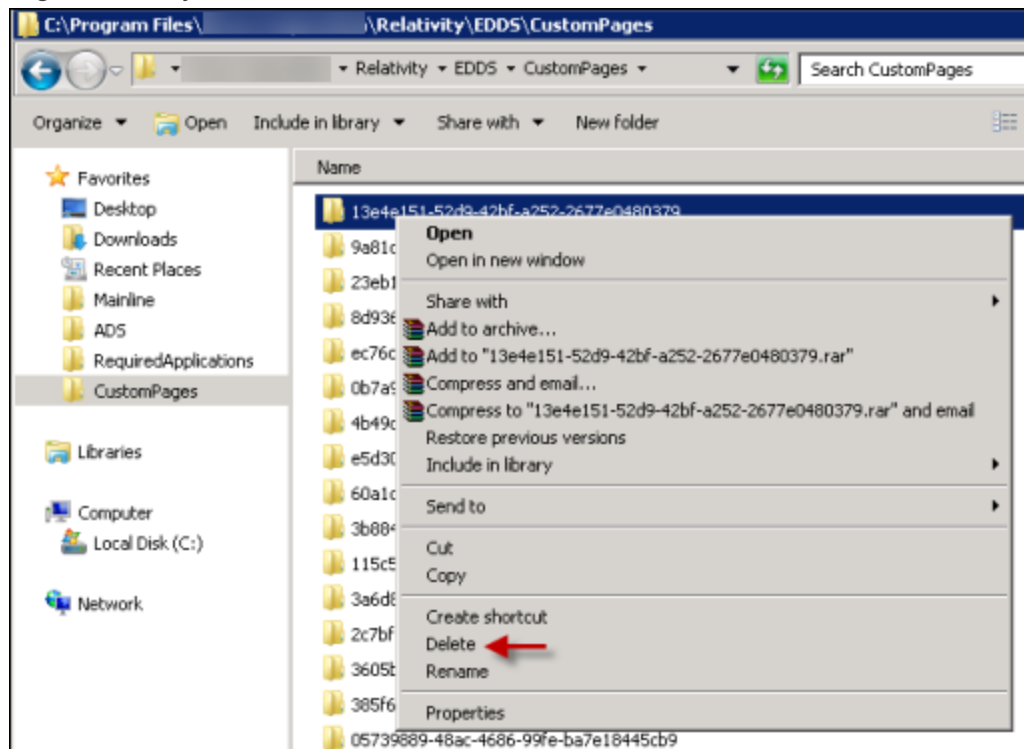 C:\Program Files\ \Relativity\EDDS\CustomPages
Relativity EDDS CustomPages Search CustomPages
Organize Open Include in library Share with New folder
Favorites
Desktop
Downloads
Recent Places
Mainline
ADS
RequiredApplications
CustomPages
Libraries
Computer
Local Disk (C:)
Network
Name
13e4e151-52d9-42bf-a252-2677e0480379
9a81c
23eb1
8d936
ec76c
0b7a9
4b49c
e5d30
60a1c
3b884
115c5
3a6d8
2c7bf
3605b
385f6
05739889-48ac-4686-99fe-ba7e18445cb9
Open
Open in new window
Share with
Add to archive...
Add to "13e4e151-52d9-42bf-a252-2677e0480379.rar"
Compress and email...
Compress to "13e4e151-52d9-42bf-a252-2677e0480379.rar" and email
Restore previous versions
Include in library
Send to
Cut
Copy
Create shortcut
Delete
Rename
Properties